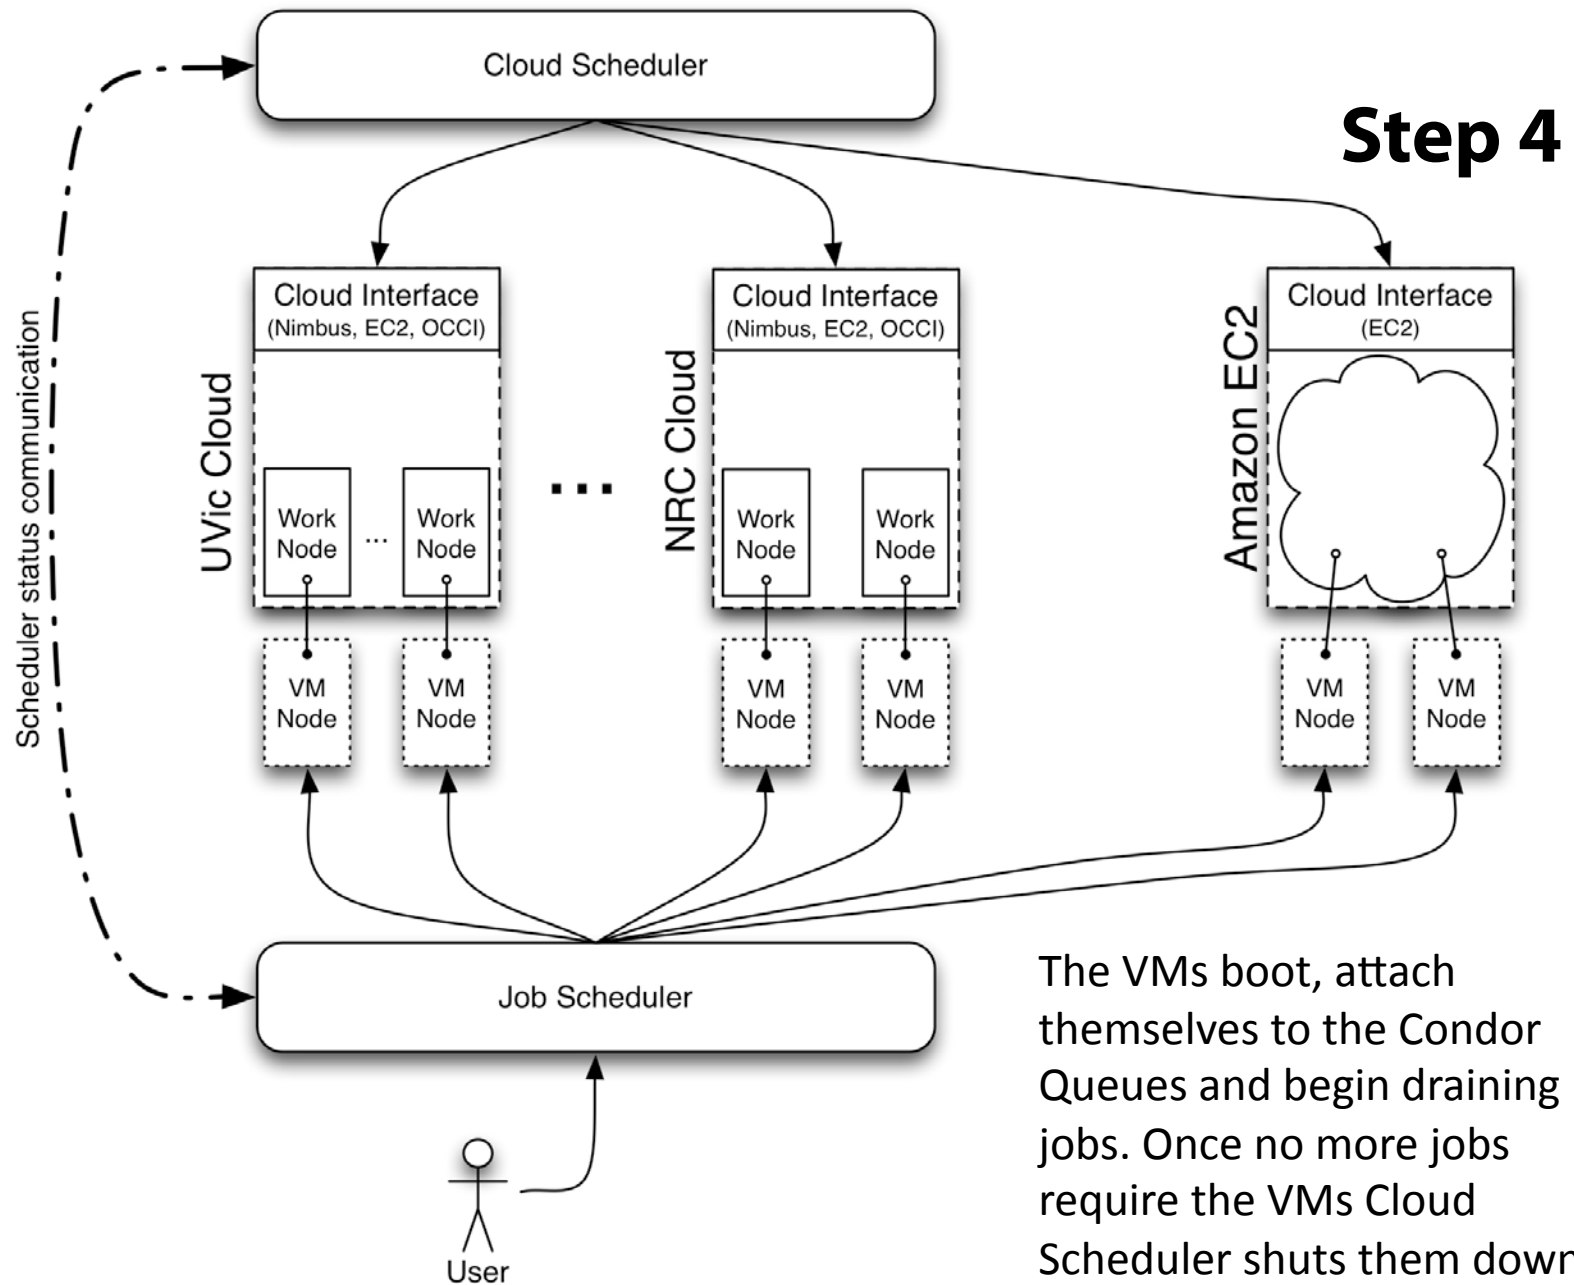 Cloud Scheduler
Step 4
Scheduler status communication
UVic Cloud
Cloud Interface
(Nimbus, EC2, OCCI)
Work
Node
...
Work
Node
VM
Node
VM
Node
...
NRC Cloud
Cloud Interface
(Nimbus, EC2, OCCI)
Work
Node
Work
Node
VM
Node
VM
Node
Amazon EC2
Cloud Interface
(EC2)
VM
Node
VM
Node
Job Scheduler
User
The VMs boot, attach
themselves to the Condor
Queues and begin draining
jobs. Once no more jobs
require the VMs Cloud
Scheduler shuts them down